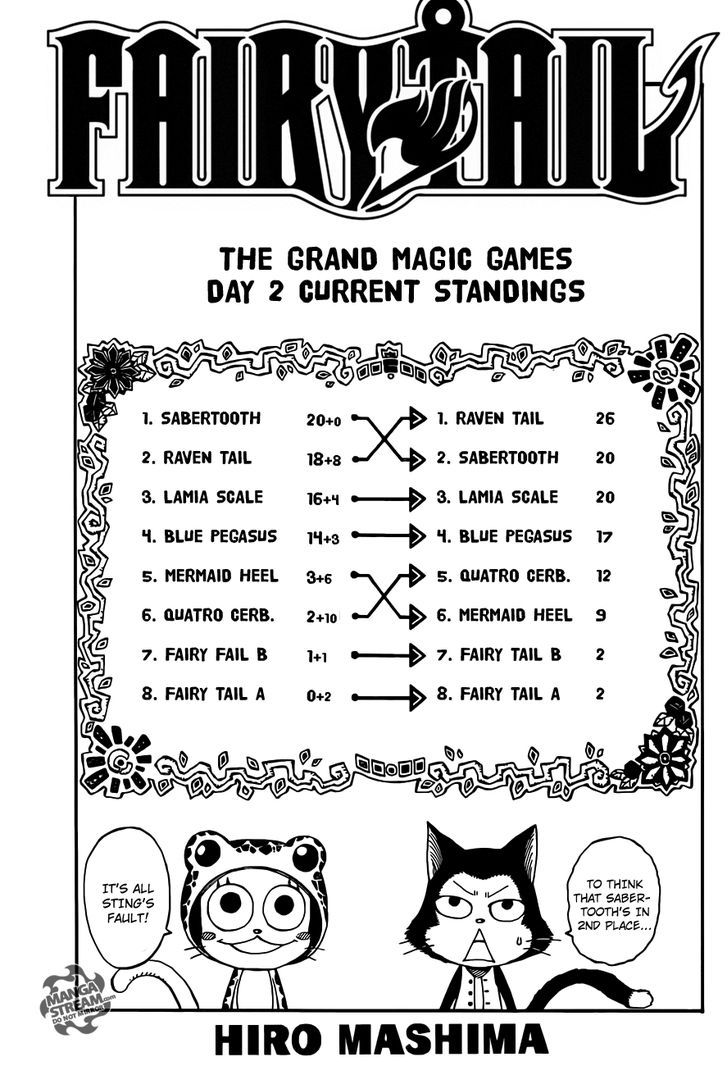 FAIRY TAIL
THE GRAND MAGIC GAMES
DAY 2 CURRENT STANDINGS
1. SABERTOOTH 20+0 1. RAVEN TAIL 26
2. RAVEN TAIL 18+8 2. SABERTOOTH 20
3. LAMIA SCALE 16+4 3. LAMIA SCALE 20
4. BLUE PEGASUS 14+3 4. BLUE PEGASUS 17
5. MERMAID HEEL 3+6 5. QUATRO CERB. 12
6. QUATRO CERB. 2+10 6. MERMAID HEEL 9
7. FAIRY FAIL B 1+1 7. FAIRY TAIL B 2
8. FAIRY TAIL A 0+2 8. FAIRY TAIL A 2
IT'S ALL
STING'S
FAULT!
TO THINK
THAT SABER-
TOOTH'S IN
2ND PLACE...
MANGA
STREAM.com
DO NOT MIRROR
HIRO MASHIMA